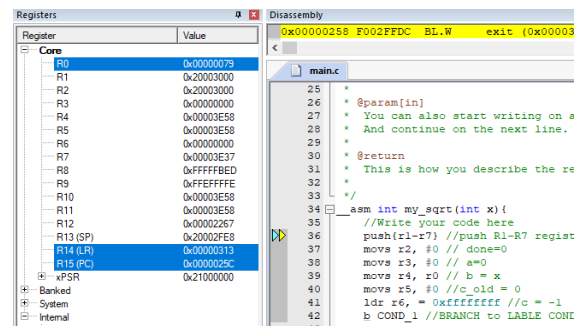 Registers
Register Value
Core
R0 0x00000079
R1 0x20003000
R2 0x20003000
R3 0x00000000
R4 0x00003E58
R5 0x00003E58
R6 0x00000000
R7 0x00003E37
R8 0xFFFFFBED
R9 0xFFEFFFFE
R10 0x00003E58
R11 0x00003E58
R12 0x00002267
R13 (SP) 0x20002FE8
R14 (LR) 0x00000313
R15 (PC) 0x0000025C
xPSR 0x21000000
Banked
System
Internal
Disassembly
0x00000258 F002FFDC BL.W exit (0x00003
main.c
25 *
26 * @param[in]
27 * You can also start writing on a
28 * And continue on the next line.
29 *
30 * @return
31 * This is how you describe the re
32 *
33 */
34 __asm int my_sqrt(int x){
35 //Write your code here
36 push{r1-r7} //push R1-R7 regist
37 movs r2, #0 // done=0
38 movs r3, #0 // a=0
39 movs r4, r0 // b = x
40 movs r5, #0 //c_old = 0
41 ldr r6, = 0xffffffff //c = -1
42 b COND_1 //BRANCH to LABLE COND